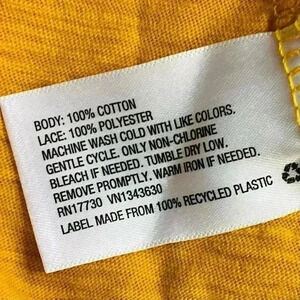 BODY: 100% COTTON
LACE: 100% POLYESTER
MACHINE WASH COLD WITH LIKE COLORS.
GENTLE CYCLE. ONLY NON-CHLORINE
BLEACH IF NEEDED. TUMBLE DRY LOW.
REMOVE PROMPTLY. WARM IRON IF NEEDED.
RN17730 VN1343630
LABEL MADE FROM 100% RECYCLED PLASTIC